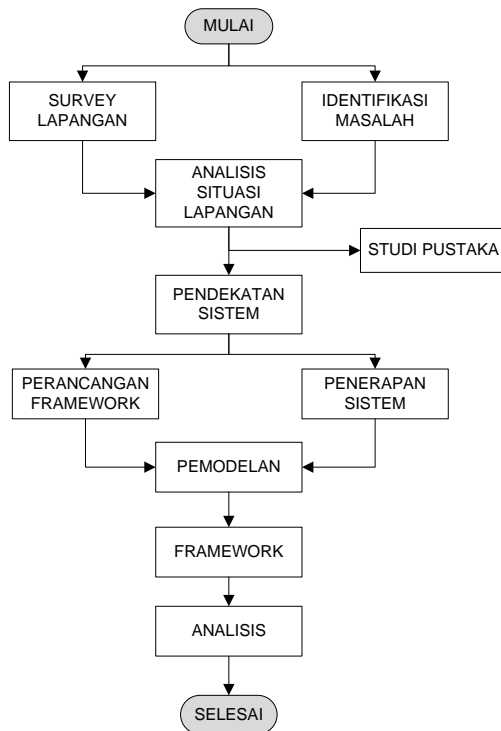 MULAI
SURVEY
LAPANGAN
IDENTIFIKASI
MASALAH
ANALISIS
SITUASI
LAPANGAN
STUDI PUSTAKA
PENDEKATAN
SISTEM
PERANCANGAN
FRAMEWORK
PENERAPAN
SISTEM
PEMODELAN
FRAMEWORK
ANALISIS
SELESAI